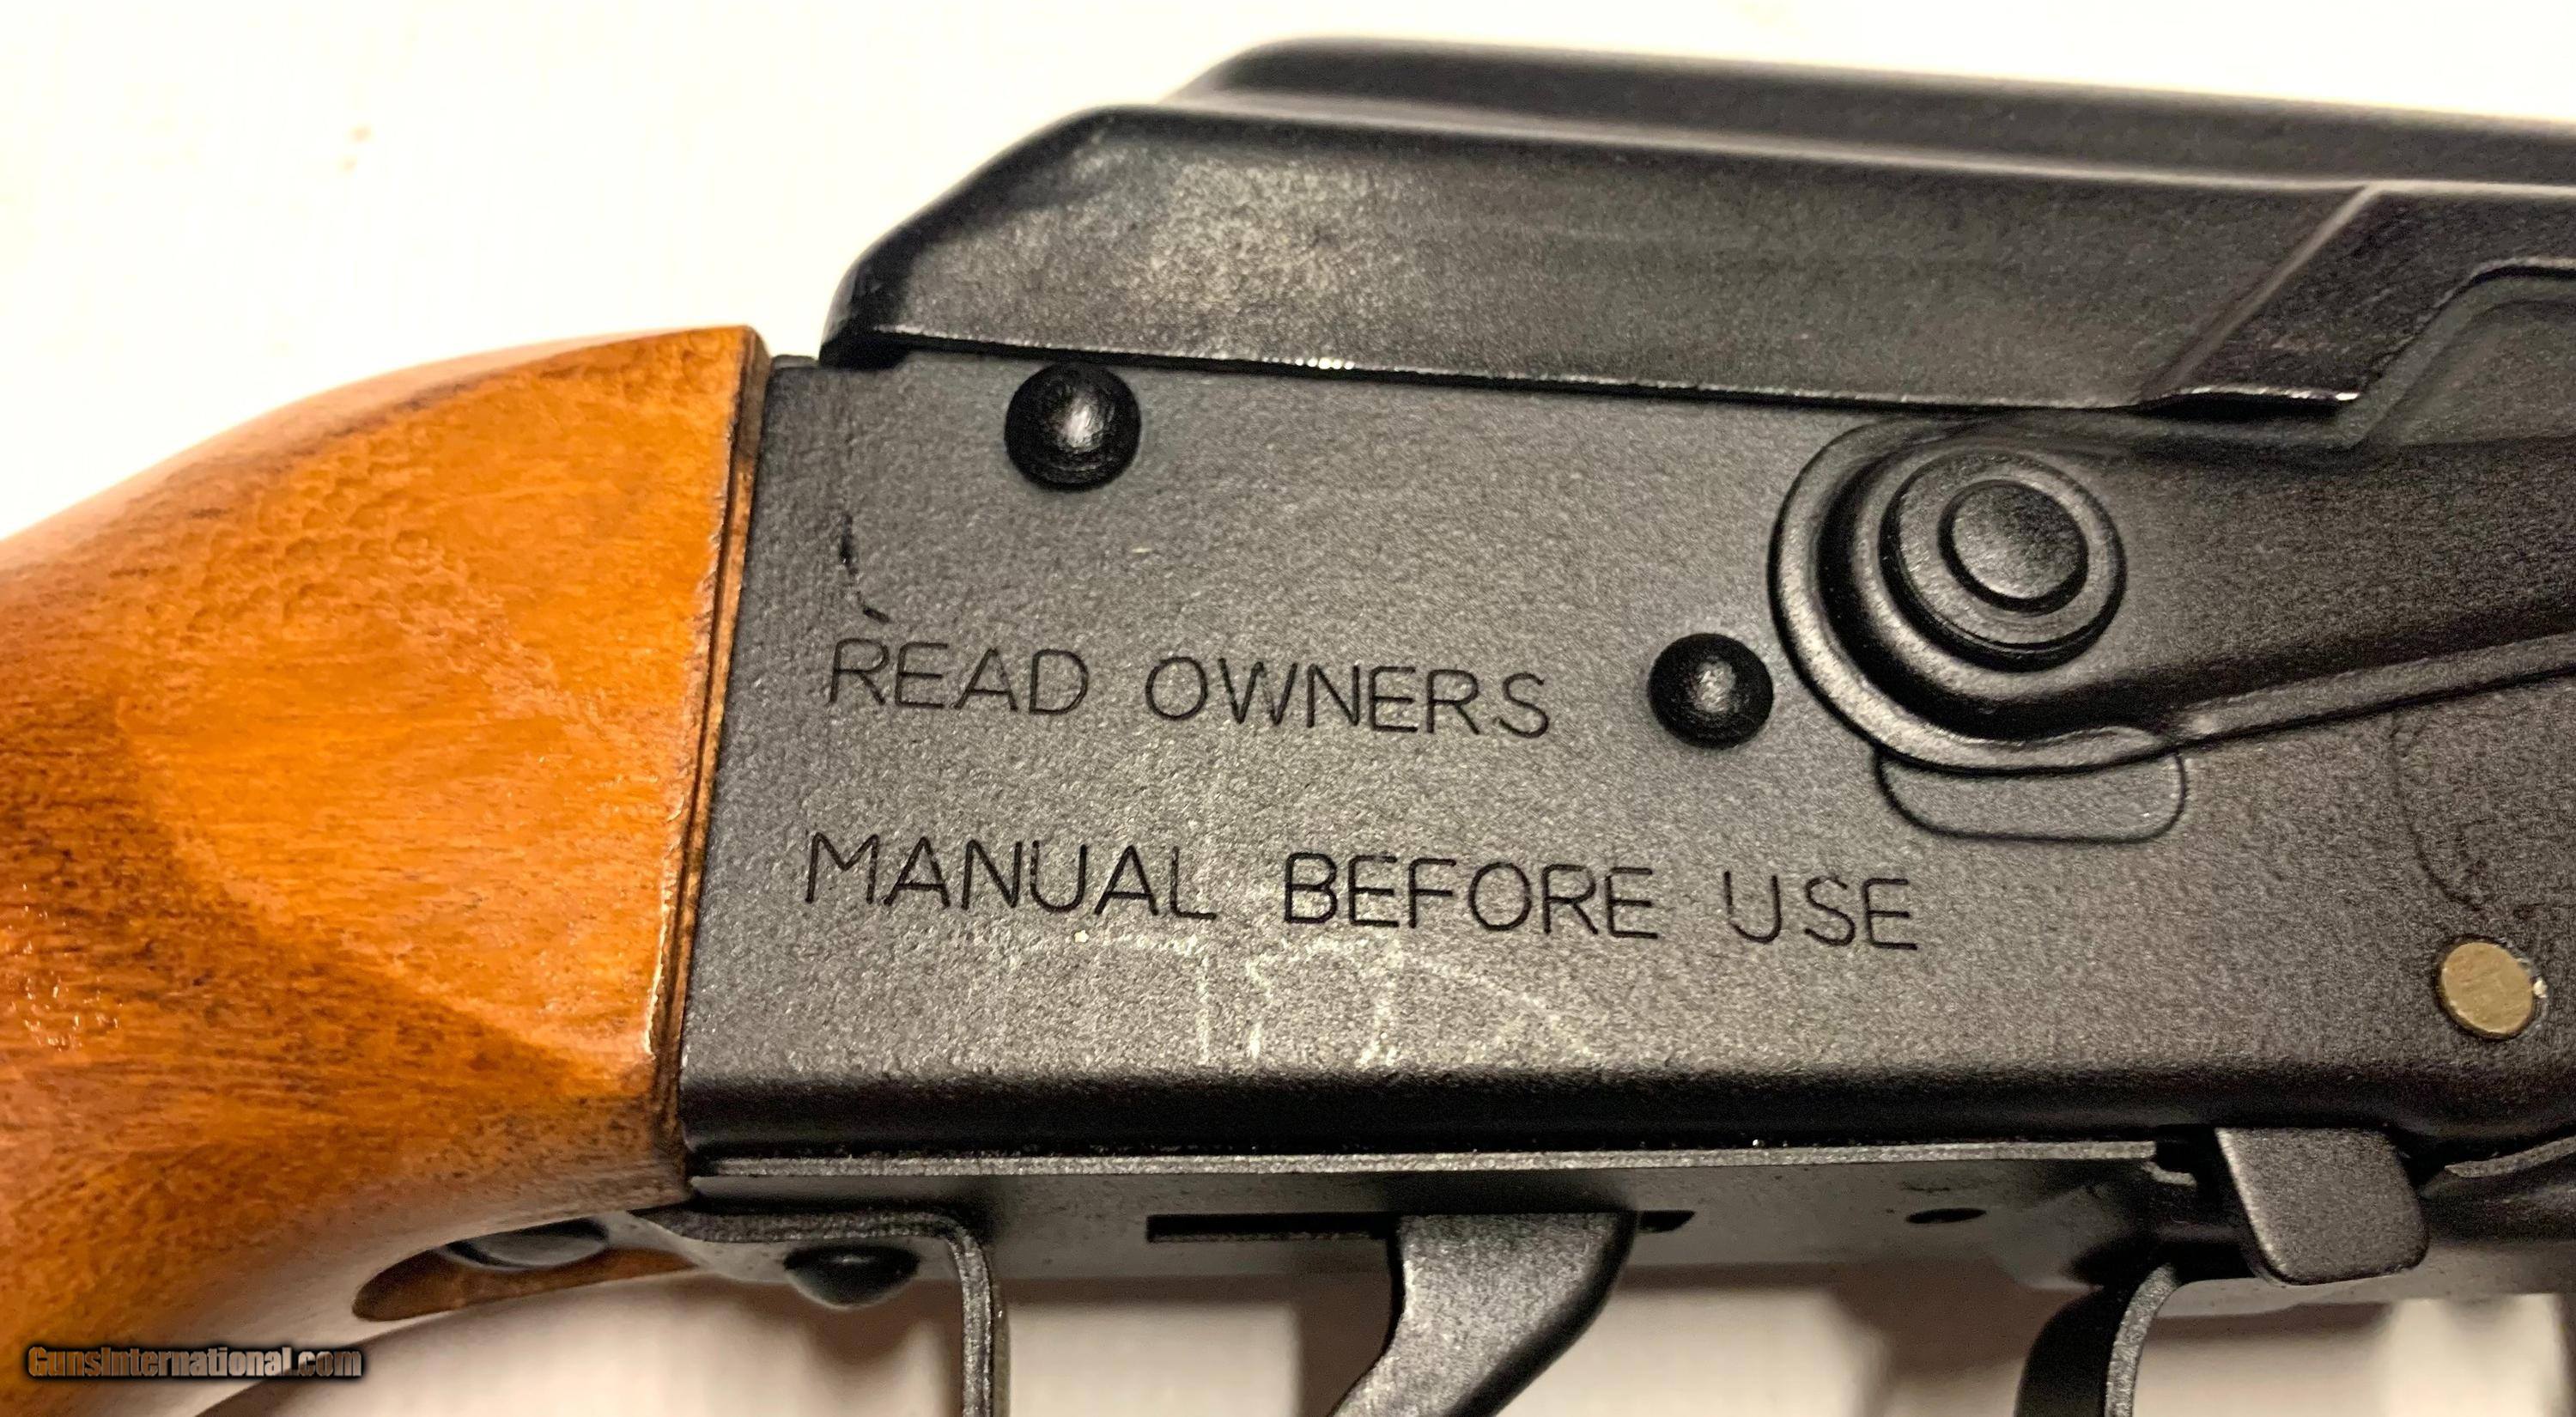 READ OWNERS
MANUAL BEFORE USE
GunsInternational.com